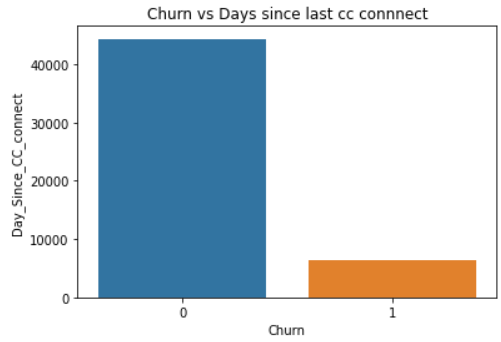 Churn vs Days since last cc connnect
Day_Since_CC_connect
40000
30000
20000
10000
0
0 1
Churn